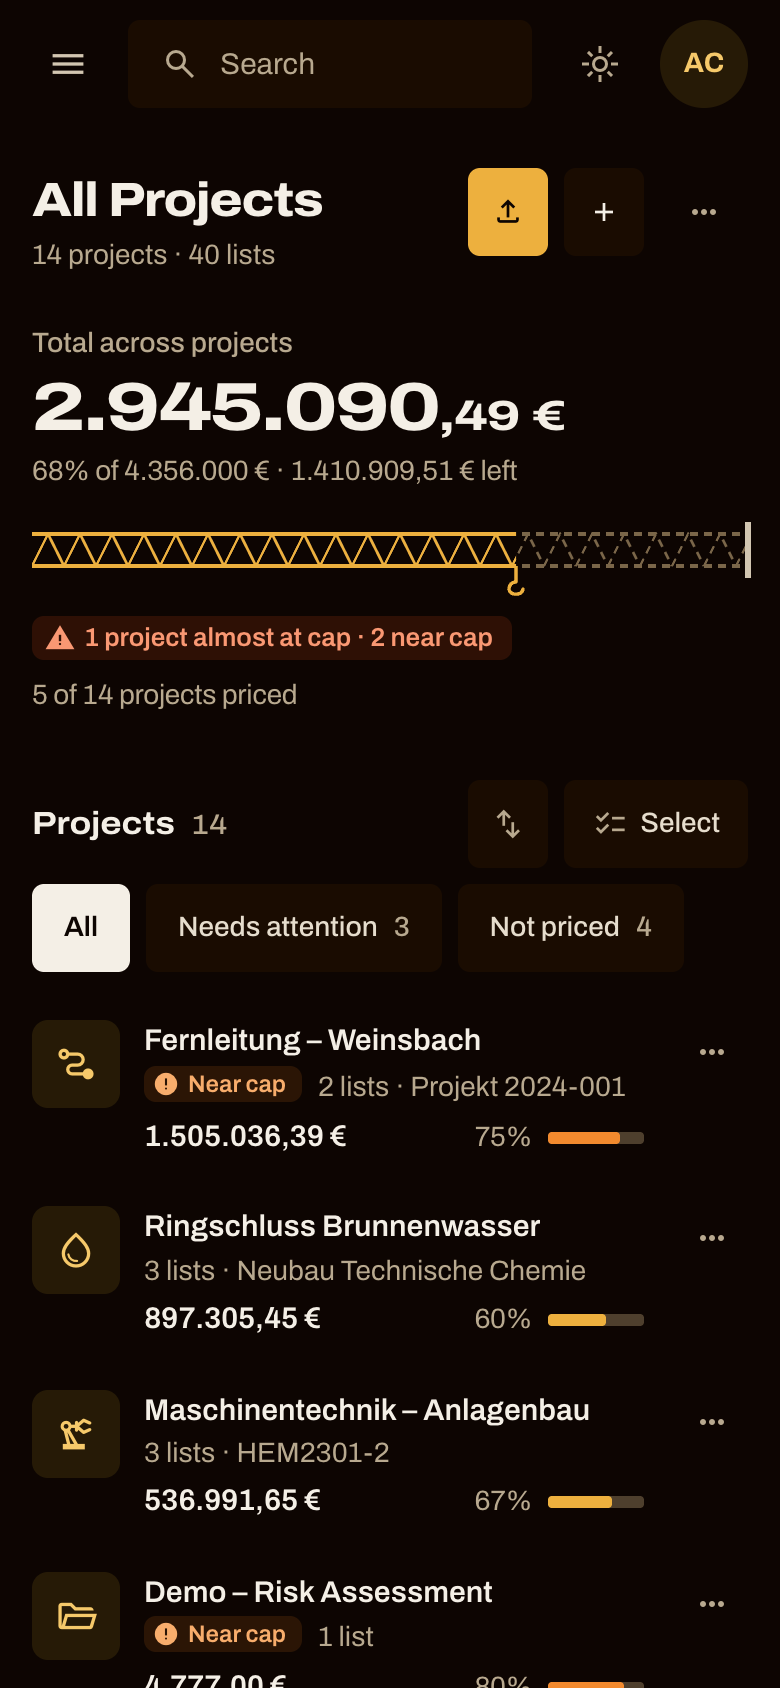 Search
AC
All Projects
14 projects · 40 lists
Total across projects
2.945.090,49 €
68% of 4.356.000 € · 1.410.909,51 € left
1 project almost at cap · 2 near cap
5 of 14 projects priced
Projects 14
Select
All
Needs attention 3
Not priced 4
Fernleitung – Weinsbach
Near cap 2 lists · Projekt 2024-001
1.505.036,39 € 75%
Ringschluss Brunnenwasser
3 lists · Neubau Technische Chemie
897.305,45 € 60%
Maschinentechnik – Anlagenbau
3 lists · HEM2301-2
536.991,65 € 67%
Demo – Risk Assessment
Near cap 1 list
4.777,00 € 80%